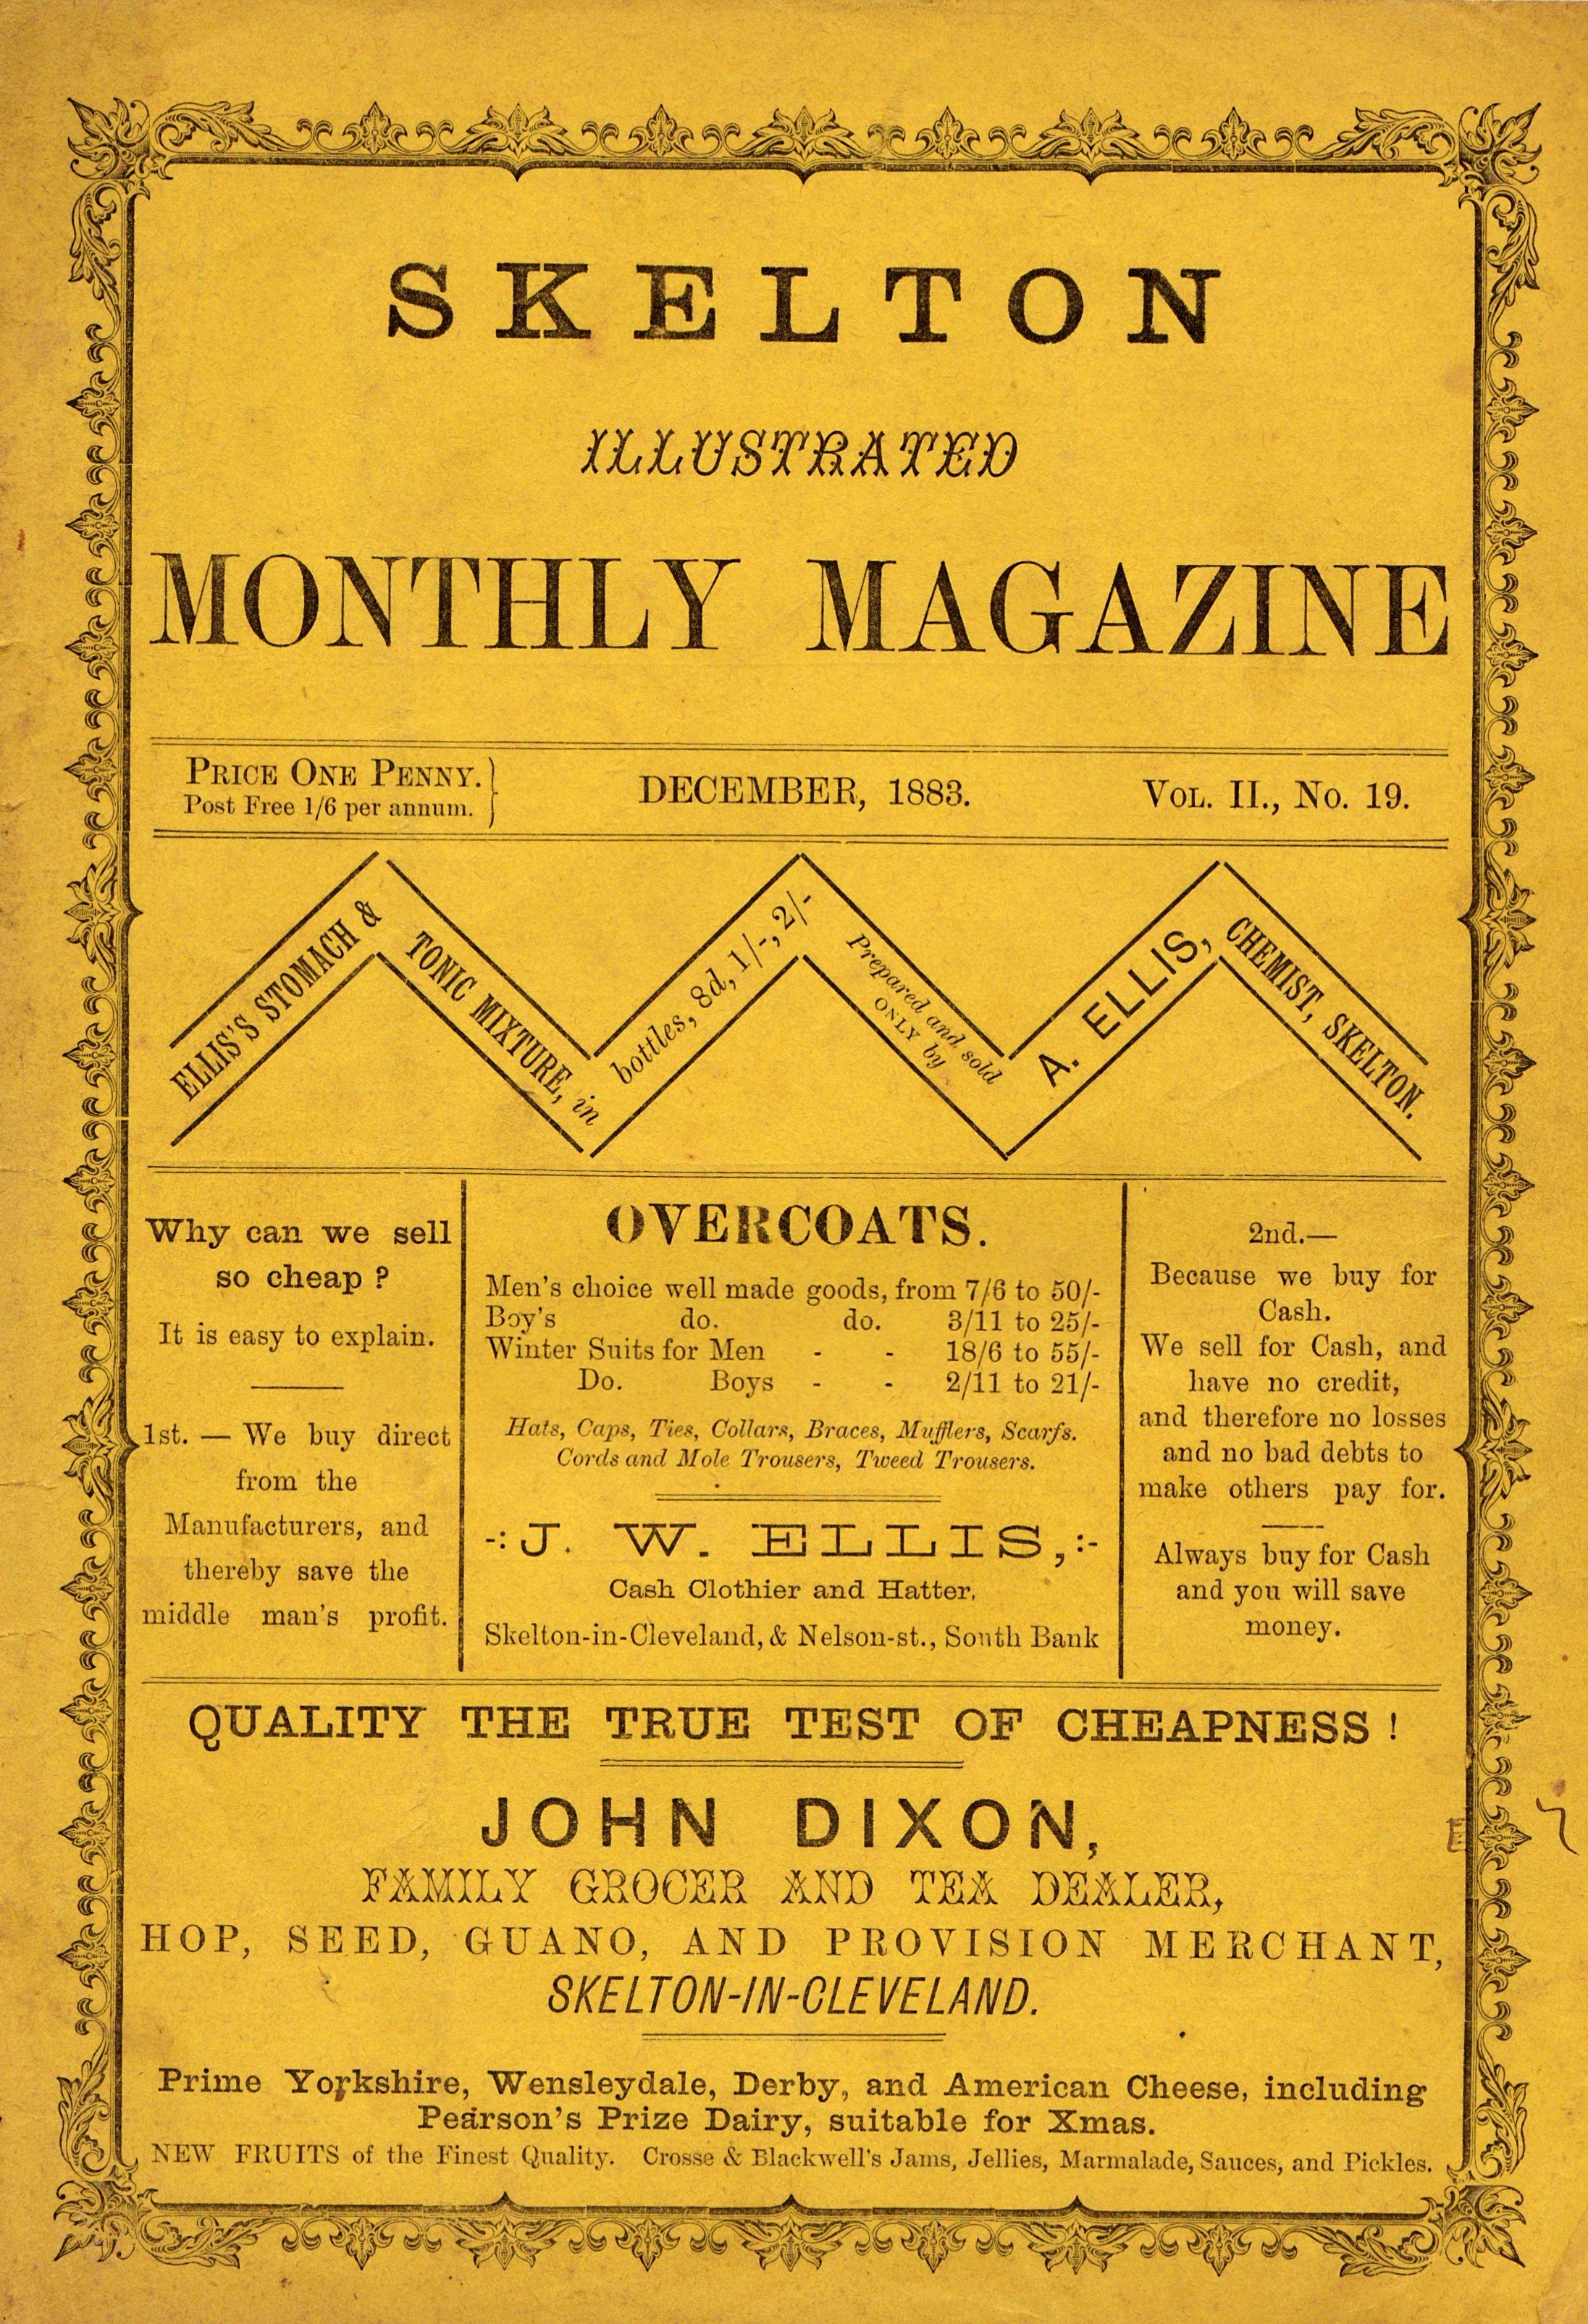 SKELTON
ILLUSTRATED
MONTHLY MAGAZINE
PRICE ONE PENNY.}
Post Free 1/6 per annum.
DECEMBER, 1883.
VOL. II., No. 19.
ELLIS'S STOMACH &
TONIC MIXTURE, in
bottles, 8d, 1/-, 2/-
Prepared and sold
ONLY by
A. ELLIS,
CHEMIST, SKELTON.
Why can we sell
so cheap ?
It is easy to explain.
1st. — We buy direct
from the
Manufacturers, and
thereby save the
middle man's profit.
OVERCOATS.
Men's choice well made goods, from 7/6 to 50/-
Boy's do. do. 3/11 to 25/-
Winter Suits for Men - - 18/6 to 55/-
Do. Boys - - 2/11 to 21/-
Hats, Caps, Ties, Collars, Braces, Mufflers, Scarfs.
Cords and Mole Trousers, Tweed Trousers.
-:J. W. ELLIS,:-
Cash Clothier and Hatter,
Skelton-in-Cleveland, & Nelson-st., South Bank
2nd.—
Because we buy for
Cash.
We sell for Cash, and
have no credit,
and therefore no losses
and no bad debts to
make others pay for.
Always buy for Cash
and you will save
money.
QUALITY THE TRUE TEST OF CHEAPNESS !
JOHN DIXON,
FAMILY GROCER AND TEA DEALER,
HOP, SEED, GUANO, AND PROVISION MERCHANT,
SKELTON-IN-CLEVELAND.
Prime Yorkshire, Wensleydale, Derby, and American Cheese, including
Pearson's Prize Dairy, suitable for Xmas.
NEW FRUITS of the Finest Quality. Crosse & Blackwell's Jams, Jellies, Marmalade, Sauces, and Pickles.